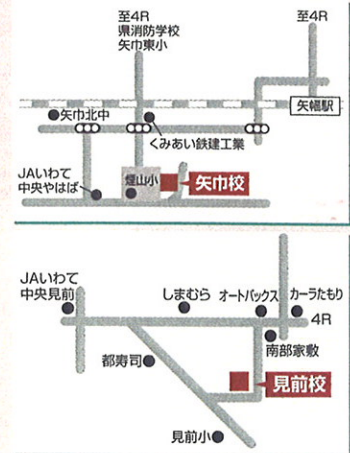 至4R
県消防学校
矢巾東小
至4R
矢幅駅
矢巾北中
くみあい鉄建工業
JAいわて
中央やはば
煙山小
矢巾校
JAいわて
中央見前
しまむら
オートバックス
カーラたもり
4R
南部家敷
都寿司
見前校
見前小